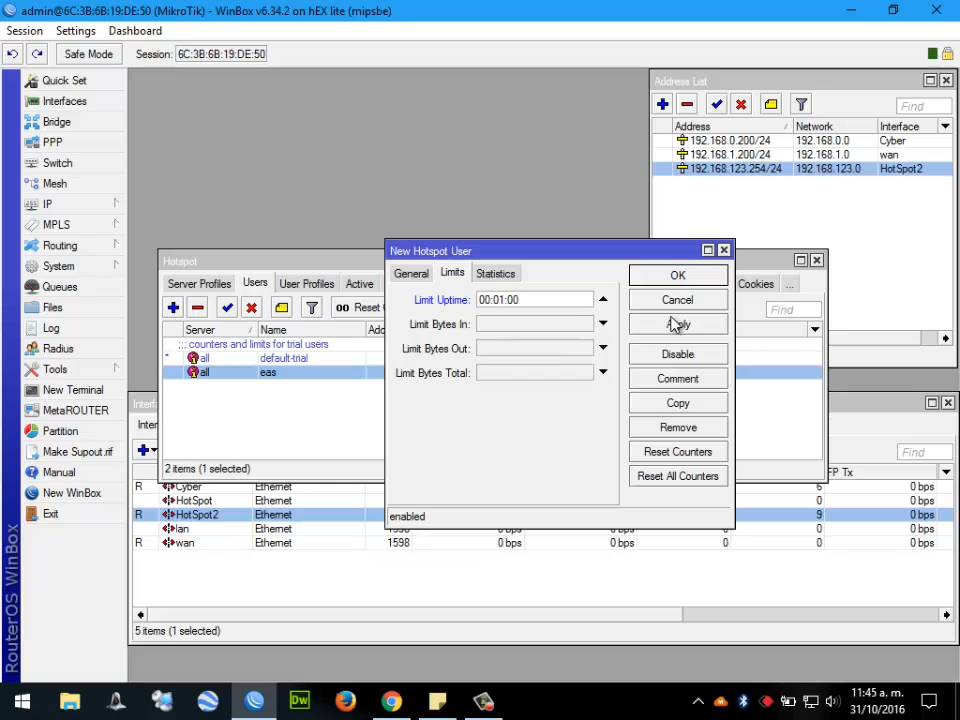 admin@6C:3B:6B:19:DE:50 (MikroTik) - WinBox v6.34.2 on hEX lite (mipsbe)
Session Settings Dashboard
Safe Mode Session: 6C:3B:6B:19:DE:50
Quick Set
Interfaces
Bridge
PPP
Switch
Mesh
IP
MPLS
Routing
System
Queues
Files
Log
Radius
Tools
New Terminal
MetaROUTER
Partition
Make Supout.rif
Manual
New WinBox
Exit
RouterOS WinBox
Address List
Find
Address Network Interface
192.168.0.200/24 192.168.0.0 Cyber
192.168.1.200/24 192.168.1.0 wan
192.168.123.254/24 192.168.123.0 HotSpot2
Hotspot
Server Profiles Users User Profiles Active Cookies ...
00 Reset Find
Server Name
;;; counters and limits for trial users
* all default-trial
all eas
2 items (1 selected)
New Hotspot User
General Limits Statistics
Limit Uptime: 00:01:00
Limit Bytes In:
Limit Bytes Out:
Limit Bytes Total:
OK
Cancel
Apply
Disable
Comment
Copy
Remove
Reset Counters
Reset All Counters
enabled
Find
R Cyber Ethernet 6 0 bps
HotSpot Ethernet 0 0 bps
R HotSpot2 Ethernet 9 0 bps
lan Ethernet 1598 0 bps 0 bps 0 0 0 bps
R wan Ethernet 1598 0 bps 0 bps 0 0 0 bps
5 items (1 selected)
Dw
11:45 a. m.
31/10/2016